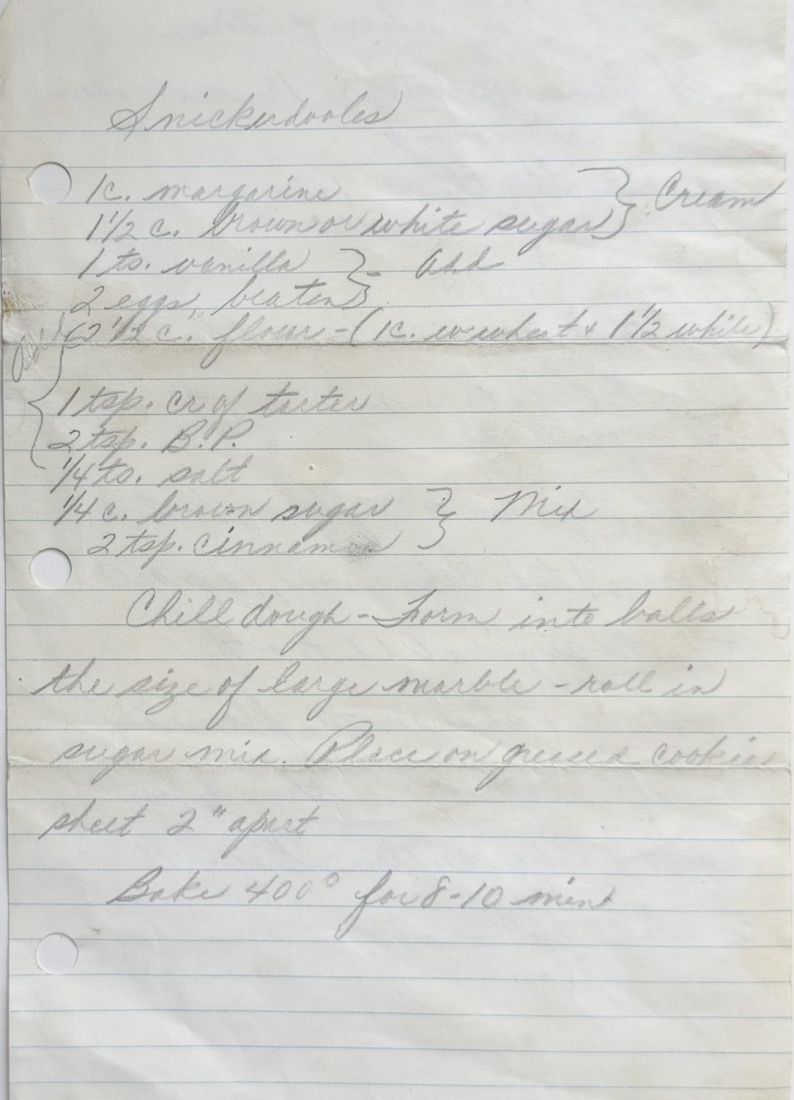 Snickerdooles
1c. margarine } Cream
1 1/2 c. brown or white sugar
1 ts. vanilla } - add
2 eggs, beaten
add { 2 1/2 c. flour - (1c. w wheat & 1 1/2 white)
1 tsp. cr of tarter
2 tsp. B.P.
1/4 ts. salt
1/4 c. brown sugar } Mix
2 tsp. cinnamon
Chill dough - Form into balls
the size of large marble - roll in
sugar mix. Place on greased cookie
sheet 2" apart
Bake 400° for 8-10 min